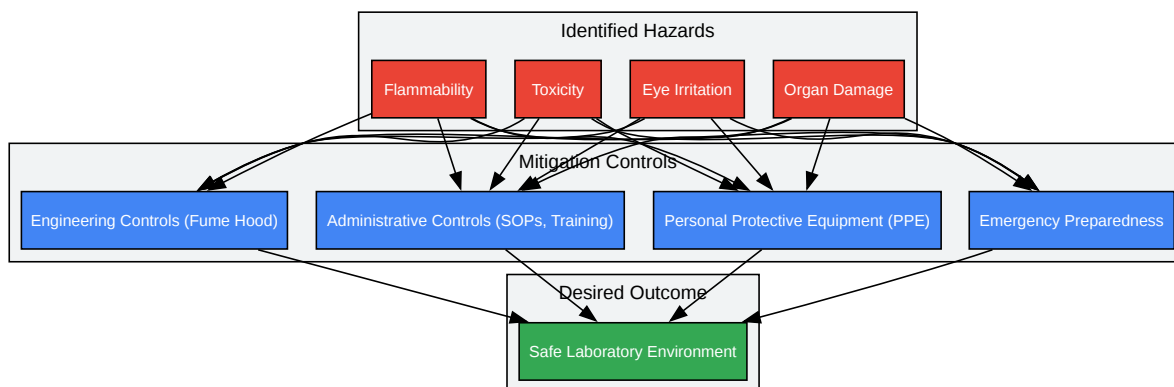 Identified Hazards
Flammability
Toxicity
Eye Irritation
Organ Damage
Mitigation Controls
Engineering Controls (Fume Hood)
Administrative Controls (SOPs, Training)
Personal Protective Equipment (PPE)
Emergency Preparedness
Desired Outcome
Safe Laboratory Environment